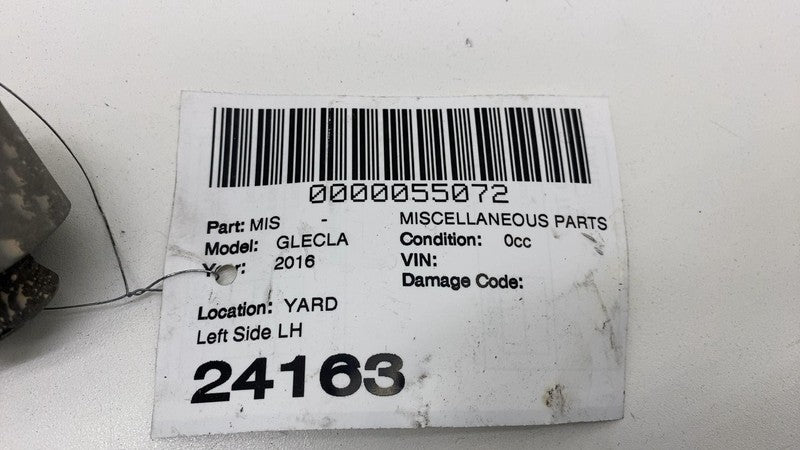 0000055072
Part: MIS - MISCELLANEOUS PARTS
Model: GLECLA Condition: 0cc
2016 VIN:
Damage Code:
Location: YARD
Left Side LH
24163